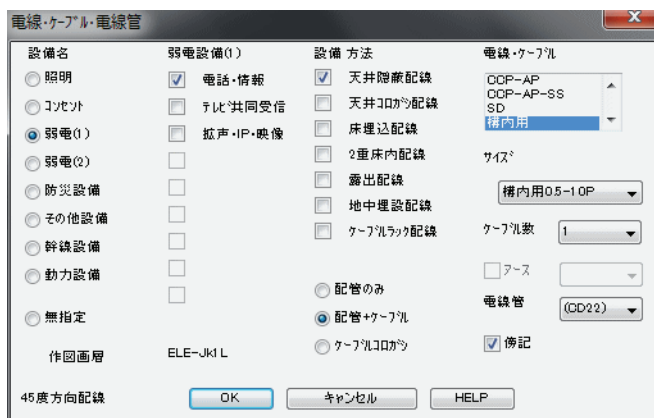 電線・ケーブル・電線管
設備名
照明
コンセント
弱電(1)
弱電(2)
防災設備
その他設備
幹線設備
動力設備
無指定
作図画層
ELE-Jk1 L
45度方向配線
弱電設備(1)
電話・情報
テレビ共同受信
拡声・IP・映像
設備 方法
天井隠蔽配線
天井コロガシ配線
床埋込配線
2重床内配線
露出配線
地中埋設配線
ケーブルラック配線
配管のみ
配管+ケーブル
ケーブルコロガシ
電線・ケーブル
CCP-AP
CCP-AP-SS
SD
構内用
サイズ
構内用0.5-10P
ケーブル数
1
アース
電線管
(CD22)
傍記
OK
キャンセル
HELP